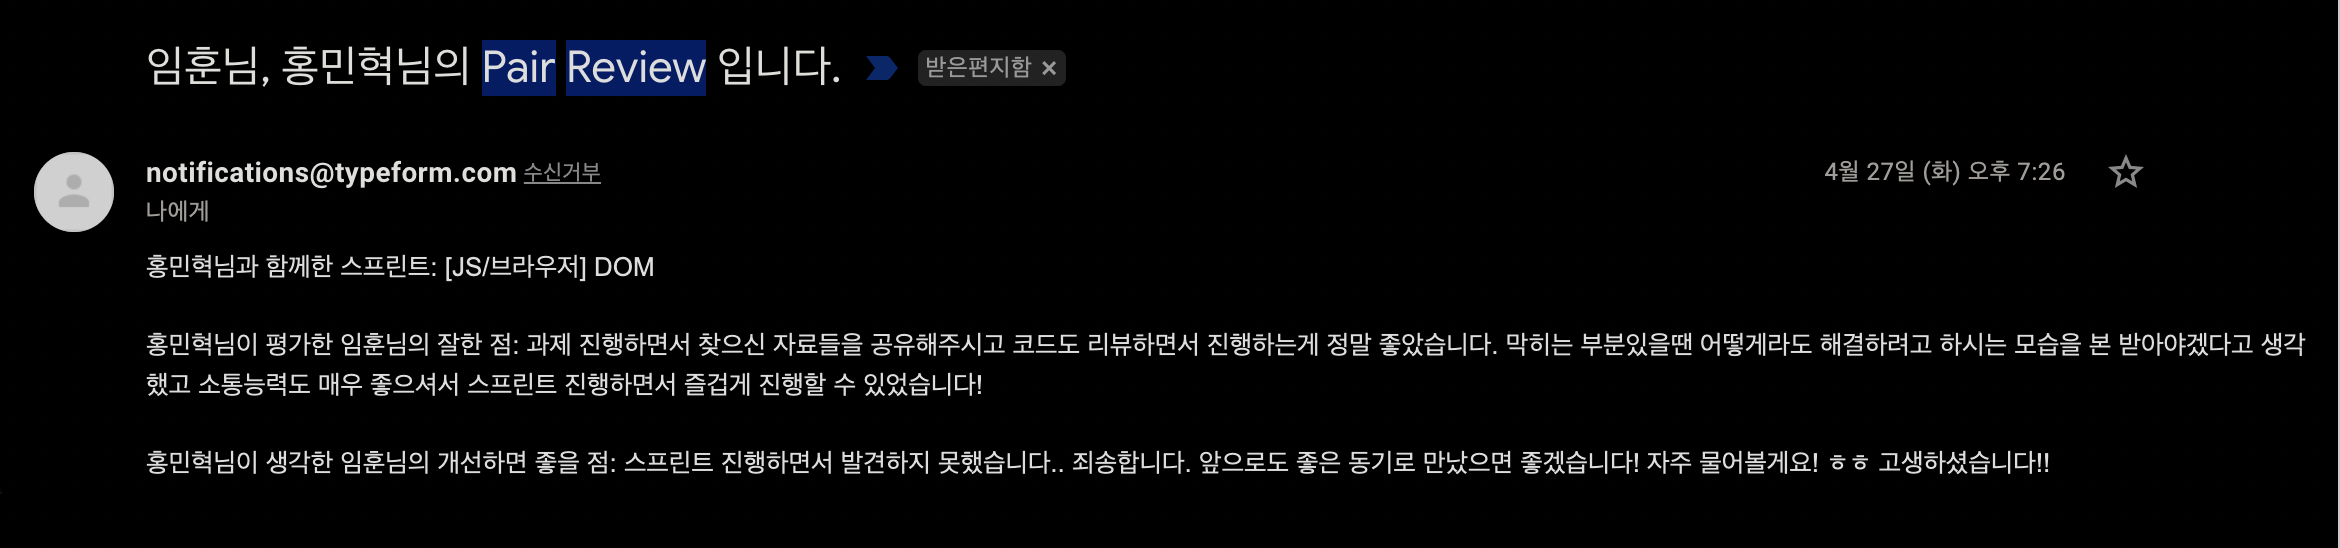 임훈님, 홍민혁님의 Pair Review 입니다. 받은편지함 ×
notifications@typeform.com 수신거부
4월 27일 (화) 오후 7:26
나에게
홍민혁님과 함께한 스프린트: [JS/브라우저] DOM
홍민혁님이 평가한 임훈님의 잘한 점: 과제 진행하면서 찾으신 자료들을 공유해주시고 코드도 리뷰하면서 진행하는게 정말 좋았습니다. 막히는 부분있을땐 어떻게라도 해결하려고 하시는 모습을 본 받아야겠다고 생각
했고 소통능력도 매우 좋으셔서 스프린트 진행하면서 즐겁게 진행할 수 있었습니다!
홍민혁님이 생각한 임훈님의 개선하면 좋을 점: 스프린트 진행하면서 발견하지 못했습니다.. 죄송합니다. 앞으로도 좋은 동기로 만났으면 좋겠습니다! 자주 물어볼게요! ㅎㅎ 고생하셨습니다!!